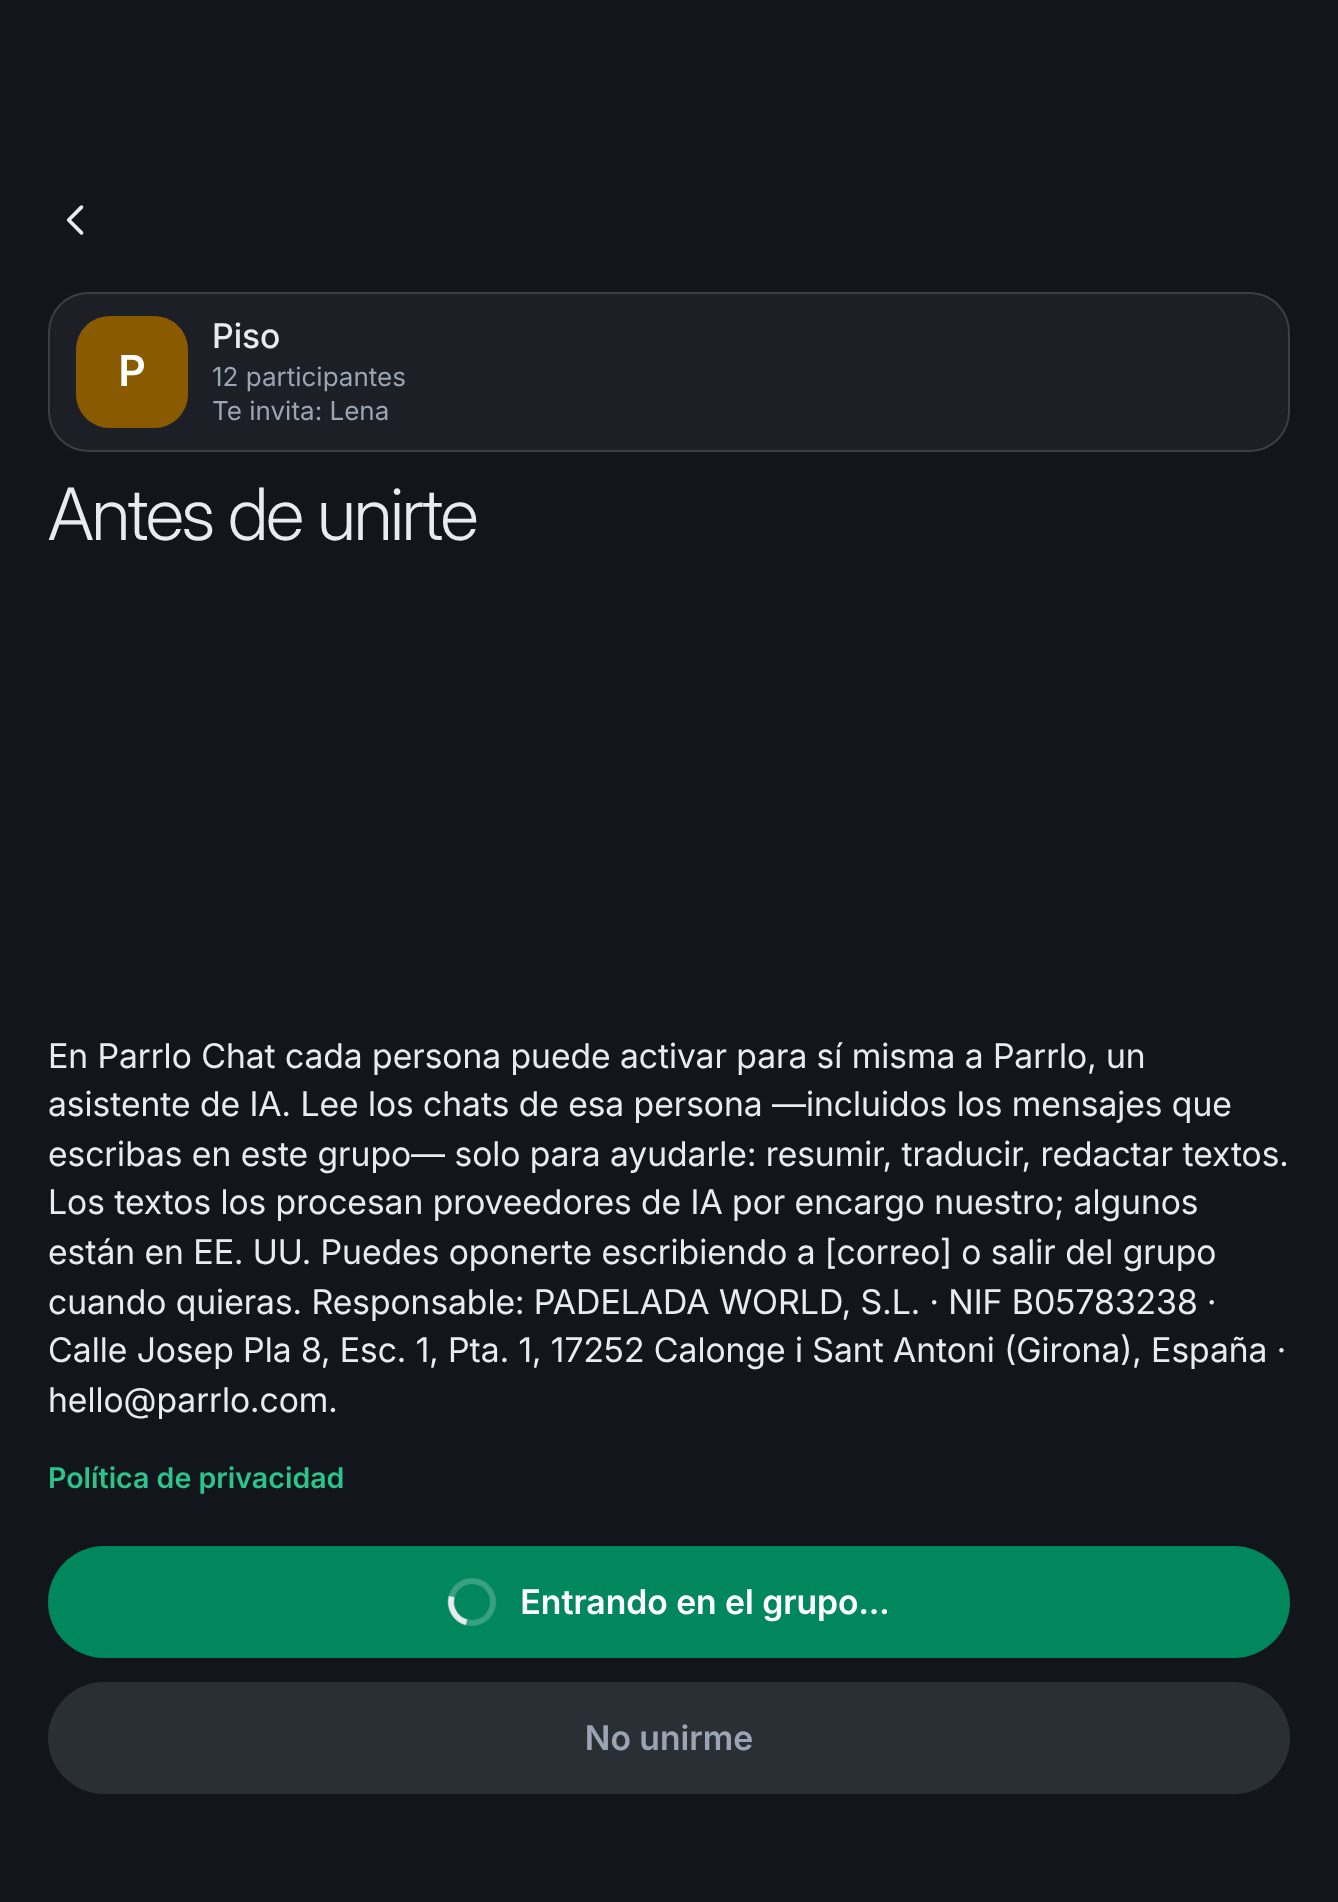 P
Piso
12 participantes
Te invita: Lena
Antes de unirte
En Parrlo Chat cada persona puede activar para sí misma a Parrlo, un
asistente de IA. Lee los chats de esa persona —incluidos los mensajes que
escribas en este grupo— solo para ayudarle: resumir, traducir, redactar textos.
Los textos los procesan proveedores de IA por encargo nuestro; algunos
están en EE. UU. Puedes oponerte escribiendo a [correo] o salir del grupo
cuando quieras. Responsable: PADELADA WORLD, S.L. · NIF B05783238 ·
Calle Josep Pla 8, Esc. 1, Pta. 1, 17252 Calonge i Sant Antoni (Girona), España ·
hello@parrlo.com.
Política de privacidad
Entrando en el grupo...
No unirme